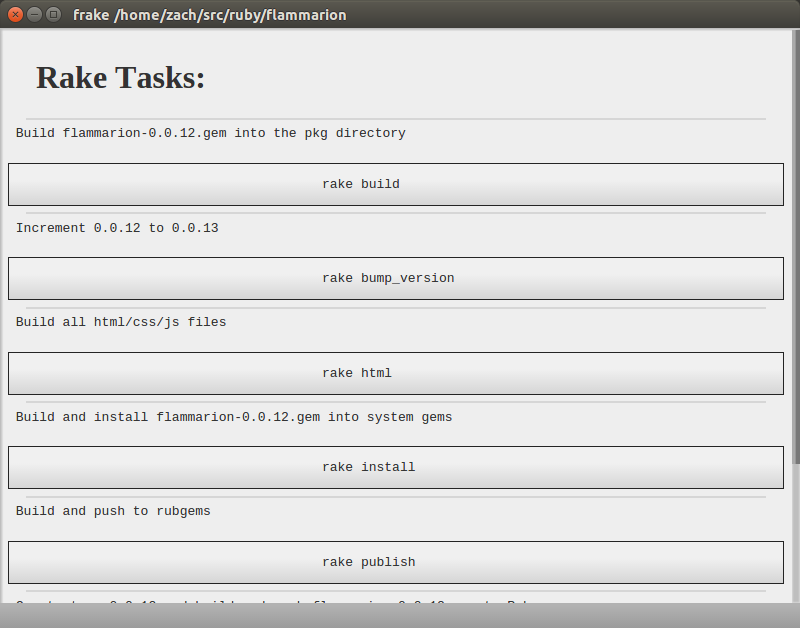 frake /home/zach/src/ruby/flammarion
Rake Tasks:
Build flammarion-0.0.12.gem into the pkg directory
rake build
Increment 0.0.12 to 0.0.13
rake bump_version
Build all html/css/js files
rake html
Build and install flammarion-0.0.12.gem into system gems
rake install
Build and push to rubgems
rake publish